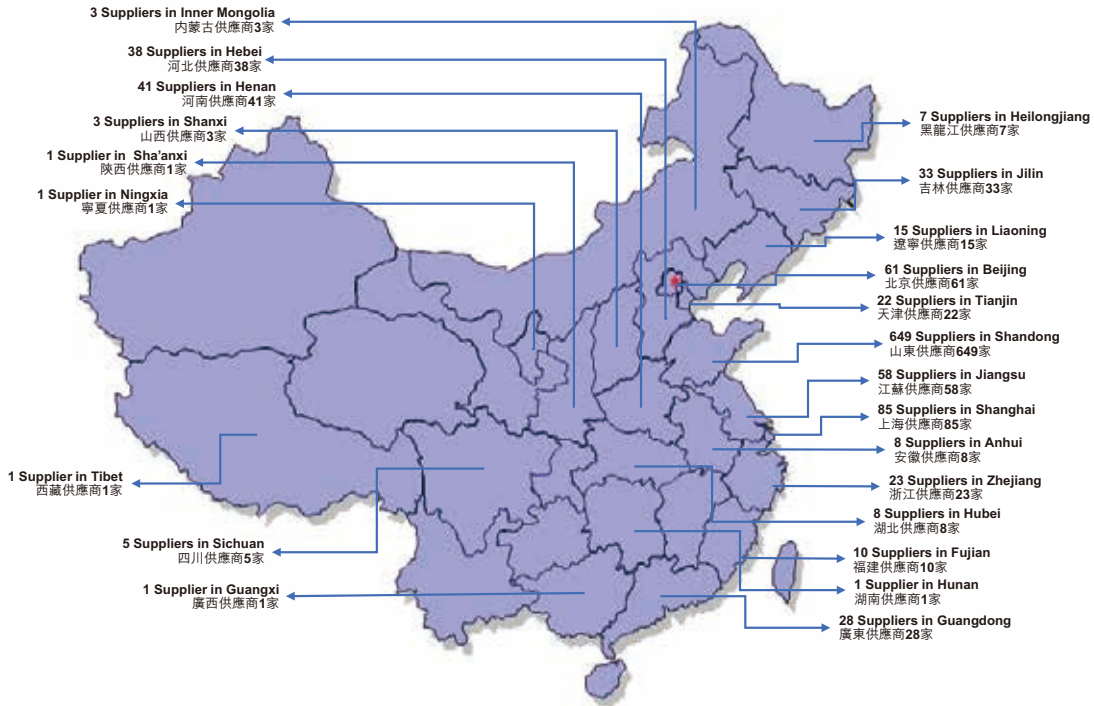 3 Suppliers in Inner Mongolia
内蒙古供應商3家
38 Suppliers in Hebei
河北供應商38家
41 Suppliers in Henan
河南供應商41家
3 Suppliers in Shanxi
山西供應商3家
1 Supplier in Sha'anxi
陝西供應商1家
1 Supplier in Ningxia
寧夏供應商1家
1 Supplier in Tibet
西藏供應商1家
5 Suppliers in Sichuan
四川供應商5家
1 Supplier in Guangxi
廣西供應商1家
7 Suppliers in Heilongjiang
黑龍江供應商7家
33 Suppliers in Jilin
吉林供應商33家
15 Suppliers in Liaoning
遼寧供應商15家
61 Suppliers in Beijing
北京供應商61家
22 Suppliers in Tianjin
天津供應商22家
649 Suppliers in Shandong
山東供應商649家
58 Suppliers in Jiangsu
江蘇供應商58家
85 Suppliers in Shanghai
上海供應商85家
8 Suppliers in Anhui
安徽供應商8家
23 Suppliers in Zhejiang
浙江供應商23家
8 Suppliers in Hubei
湖北供應商8家
10 Suppliers in Fujian
福建供應商10家
1 Supplier in Hunan
湖南供應商1家
28 Suppliers in Guangdong
廣東供應商28家